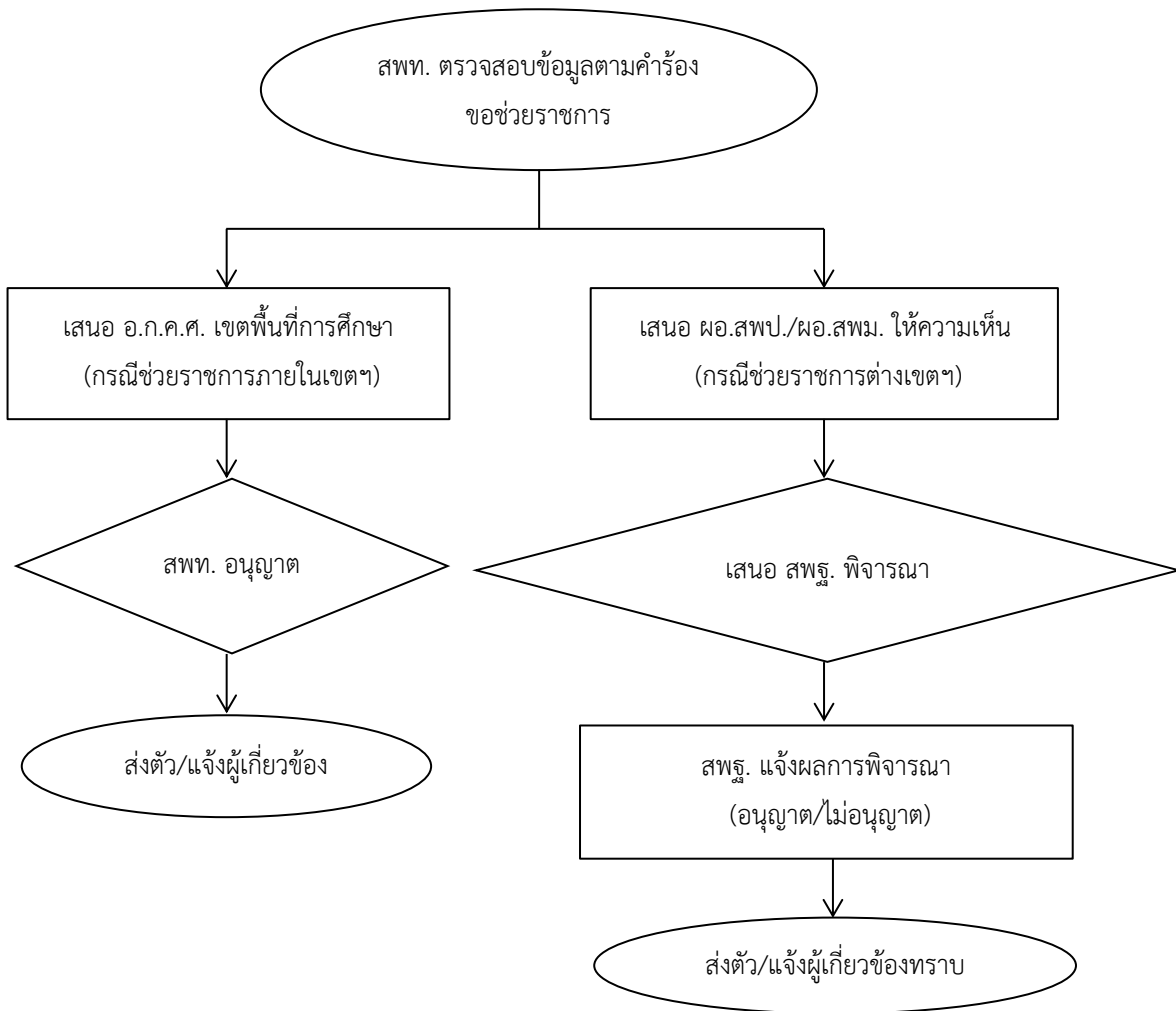 สพท. ตรวจสอบข้อมูลตามคำร้อง
ขอช่วยราชการ
เสนอ อ.ก.ค.ศ. เขตพื้นที่การศึกษา
(กรณีช่วยราชการภายในเขตฯ)
เสนอ ผอ.สพป./ผอ.สพม. ให้ความเห็น
(กรณีช่วยราชการต่างเขตฯ)
สพท. อนุญาต
เสนอ สพฐ. พิจารณา
ส่งตัว/แจ้งผู้เกี่ยวข้อง
สพฐ. แจ้งผลการพิจารณา
(อนุญาต/ไม่อนุญาต)
ส่งตัว/แจ้งผู้เกี่ยวข้องทราบ